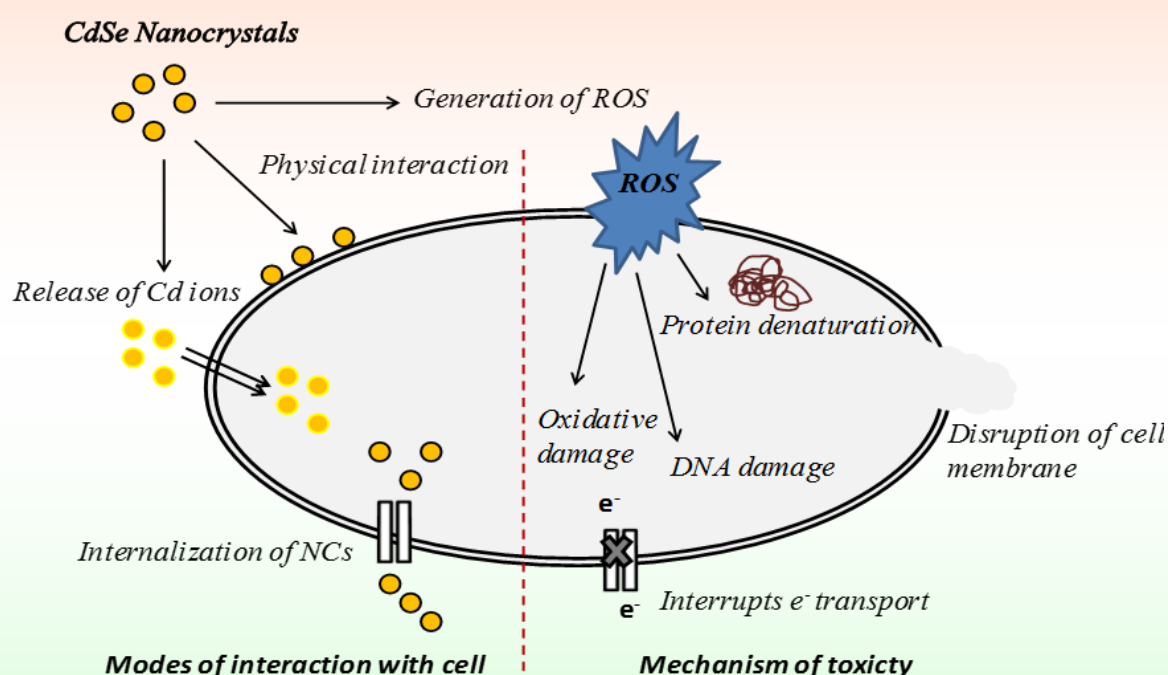 CdSe Nanocrystals
Generation of ROS
Physical interaction
ROS
Release of Cd ions
Protein denaturation
Oxidative
damage
DNA damage
Disruption of cell
membrane
e-
Internalization of NCs
e-
Interrupts e- transport
Modes of interaction with cell
Mechanism of toxicty